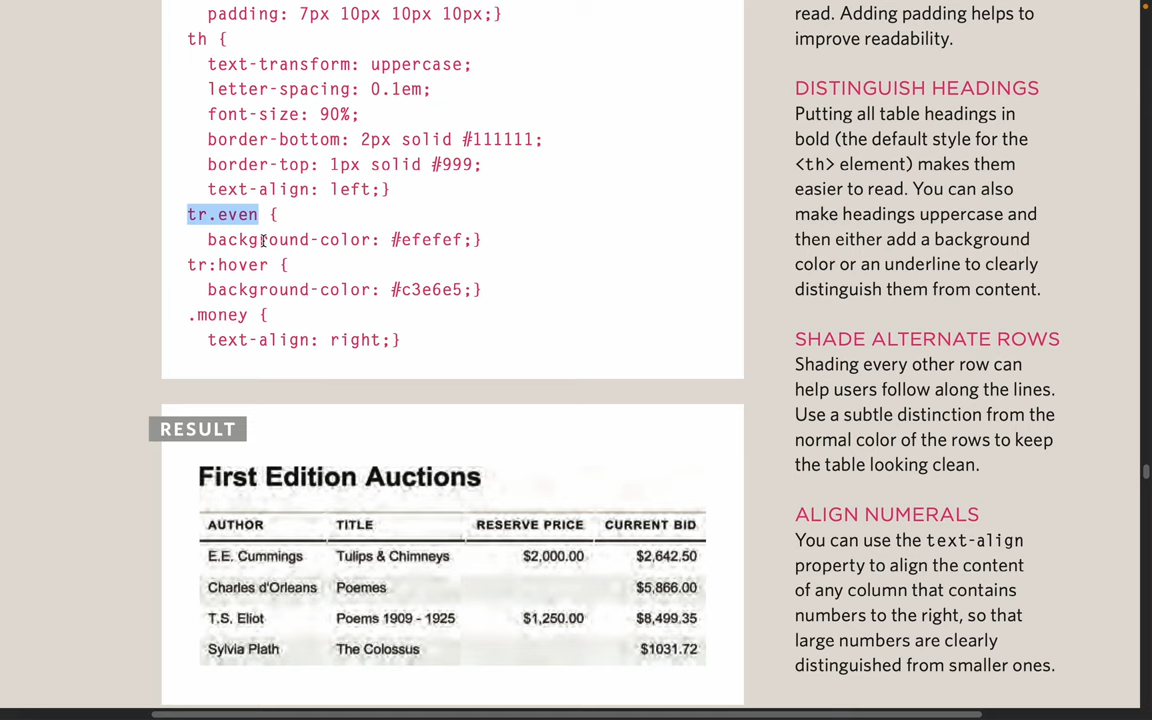 padding: 7px 10px 10px 10px;}
th {
text-transform: uppercase;
letter-spacing: 0.1em;
font-size: 90%;
border-bottom: 2px solid #111111;
border-top: 1px solid #999;
text-align: left;}
tr.even {
background-color: #efefef;}
tr:hover {
background-color: #c3e6e5;}
.money {
text-align: right;}
RESULT
First Edition Auctions
AUTHOR TITLE RESERVE PRICE CURRENT BID
E.E. Cummings Tulips & Chimneys $2,000.00 $2,642.50
Charles d'Orleans Poemes $5,866.00
T.S. Eliot Poems 1909 - 1925 $1,250.00 $8,499.35
Sylvia Plath The Colossus $1031.72
read. Adding padding helps to
improve readability.
DISTINGUISH HEADINGS
Putting all table headings in
bold (the default style for the
<th> element) makes them
easier to read. You can also
make headings uppercase and
then either add a background
color or an underline to clearly
distinguish them from content.
SHADE ALTERNATE ROWS
Shading every other row can
help users follow along the lines.
Use a subtle distinction from the
normal color of the rows to keep
the table looking clean.
ALIGN NUMERALS
You can use the text-align
property to align the content
of any column that contains
numbers to the right, so that
large numbers are clearly
distinguished from smaller ones.